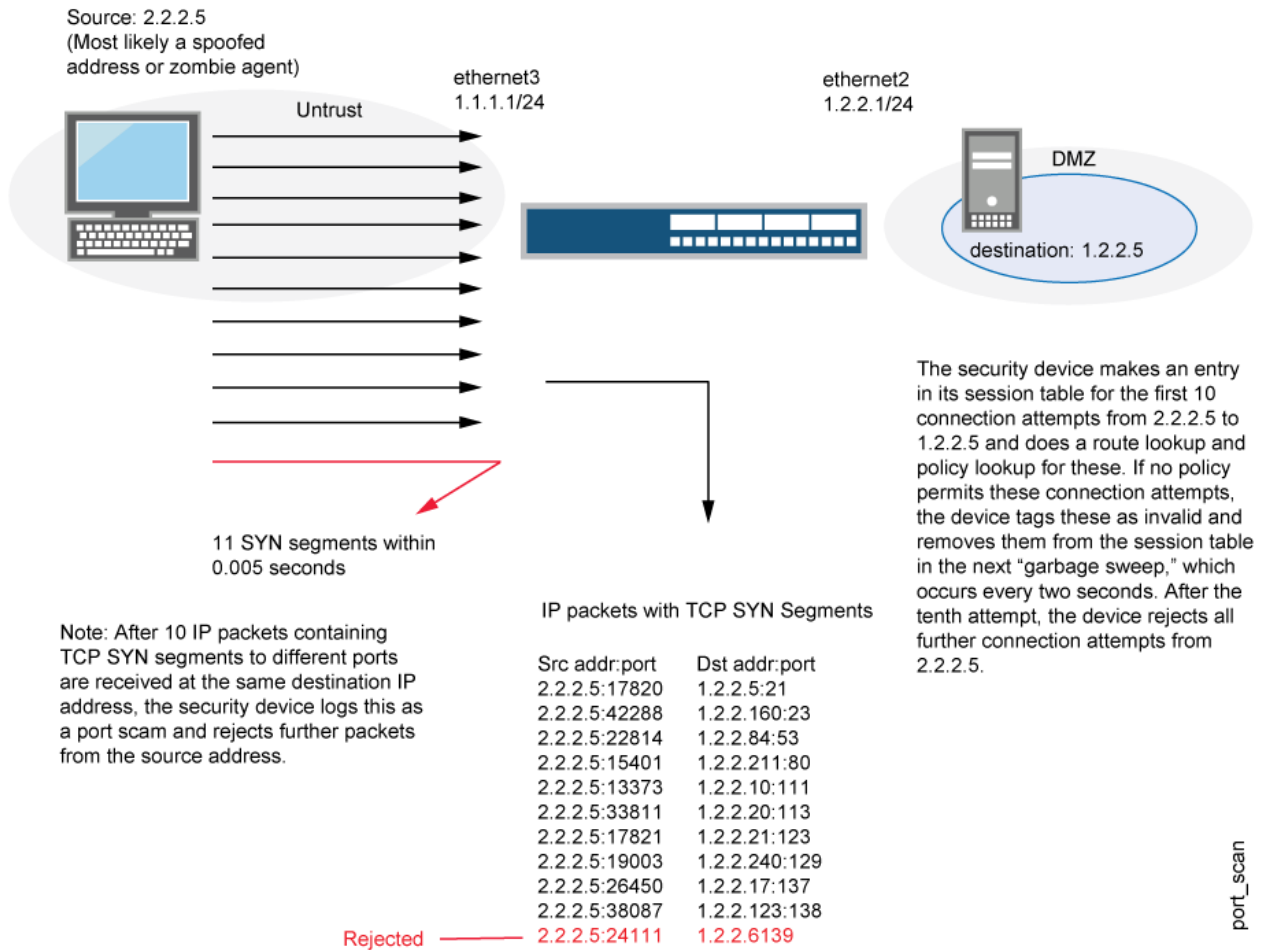 Source: 2.2.2.5
(Most likely a spoofed
address or zombie agent)
Untrust
ethernet3
1.1.1.1/24
ethernet2
1.2.2.1/24
DMZ
destination: 1.2.2.5
11 SYN segments within
0.005 seconds
Note: After 10 IP packets containing
TCP SYN segments to different ports
are received at the same destination IP
address, the security device logs this as
a port scam and rejects further packets
from the source address.
The security device makes an entry
in its session table for the first 10
connection attempts from 2.2.2.5 to
1.2.2.5 and does a route lookup and
policy lookup for these. If no policy
permits these connection attempts,
the device tags these as invalid and
removes them from the session table
in the next “garbage sweep,” which
occurs every two seconds. After the
tenth attempt, the device rejects all
further connection attempts from
2.2.2.5.
IP packets with TCP SYN Segments
Src addr:port Dst addr:port
2.2.2.5:17820 1.2.2.5:21
2.2.2.5:42288 1.2.2.160:23
2.2.2.5:22814 1.2.2.84:53
2.2.2.5:15401 1.2.2.211:80
2.2.2.5:13373 1.2.2.10:111
2.2.2.5:33811 1.2.2.20:113
2.2.2.5:17821 1.2.2.21:123
2.2.2.5:19003 1.2.2.240:129
2.2.2.5:26450 1.2.2.17:137
2.2.2.5:38087 1.2.2.123:138
Rejected 2.2.2.5:24111 1.2.2.6139
port_scan